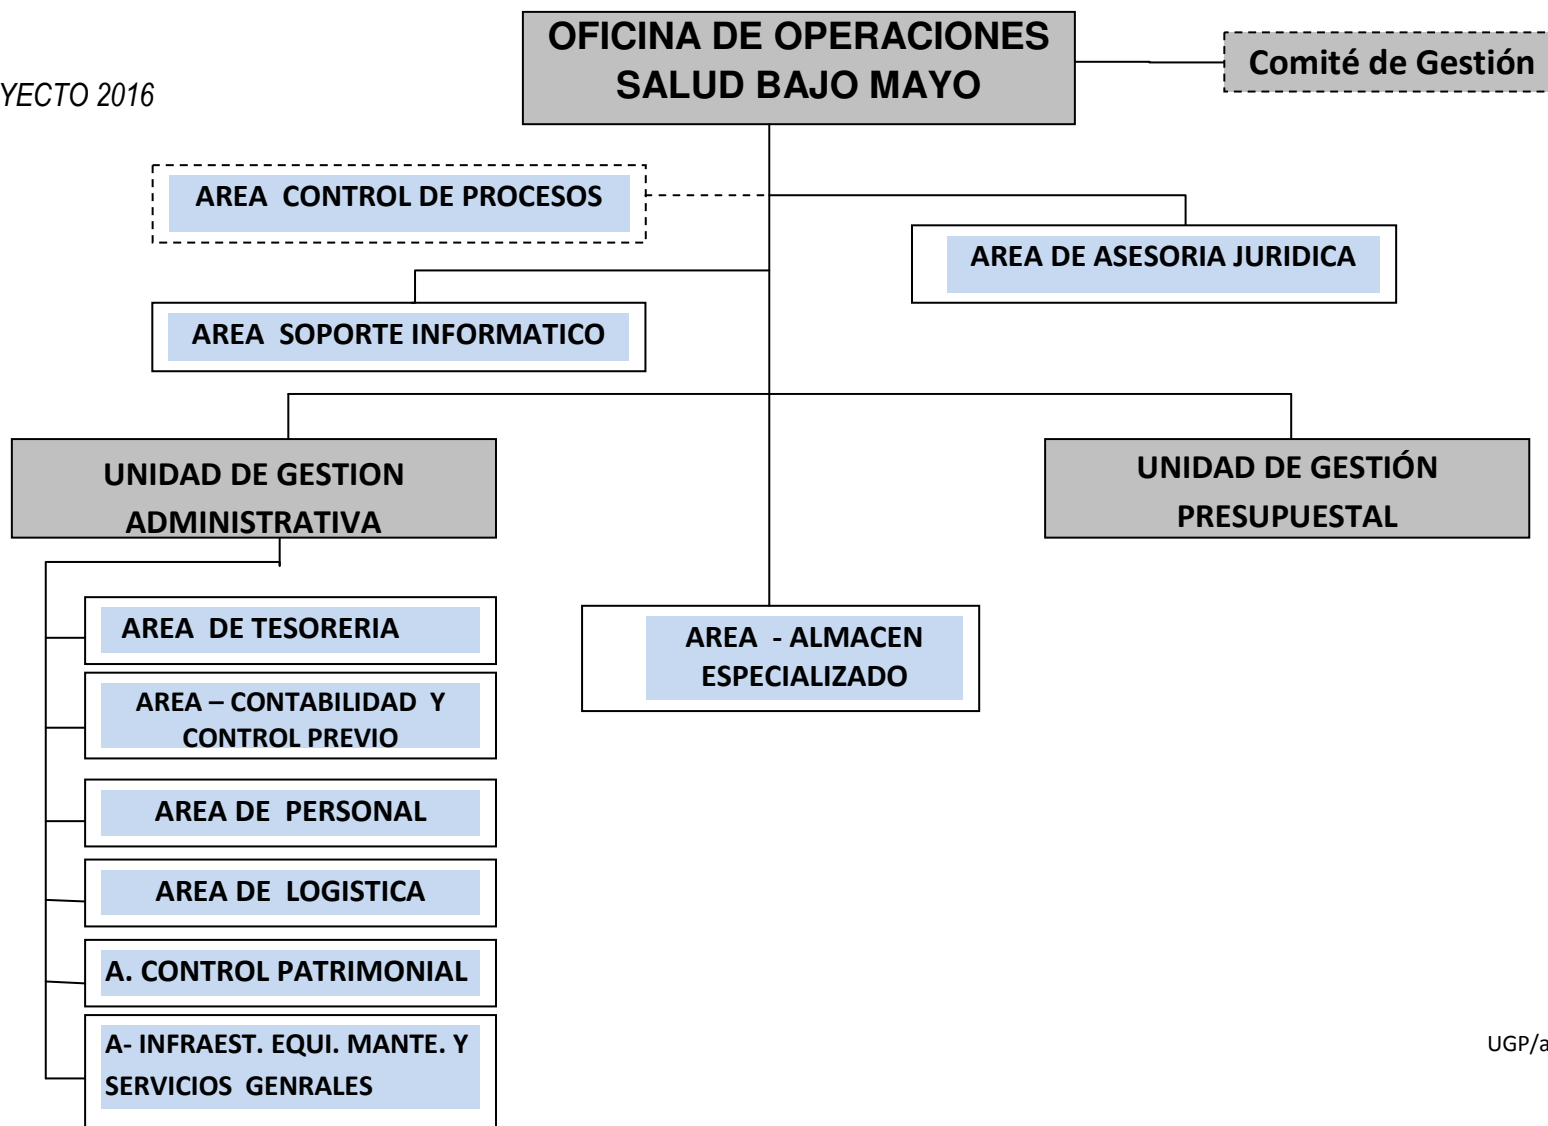 OFICINA DE OPERACIONES
SALUD BAJO MAYO
Comité de Gestión
YECTO 2016
AREA CONTROL DE PROCESOS
AREA DE ASESORIA JURIDICA
AREA SOPORTE INFORMATICO
UNIDAD DE GESTION
ADMINISTRATIVA
UNIDAD DE GESTIÓN
PRESUPUESTAL
AREA DE TESORERIA
AREA - ALMACEN
ESPECIALIZADO
AREA – CONTABILIDAD Y
CONTROL PREVIO
AREA DE PERSONAL
AREA DE LOGISTICA
A. CONTROL PATRIMONIAL
A- INFRAEST. EQUI. MANTE. Y
SERVICIOS GENRALES
UGP/a